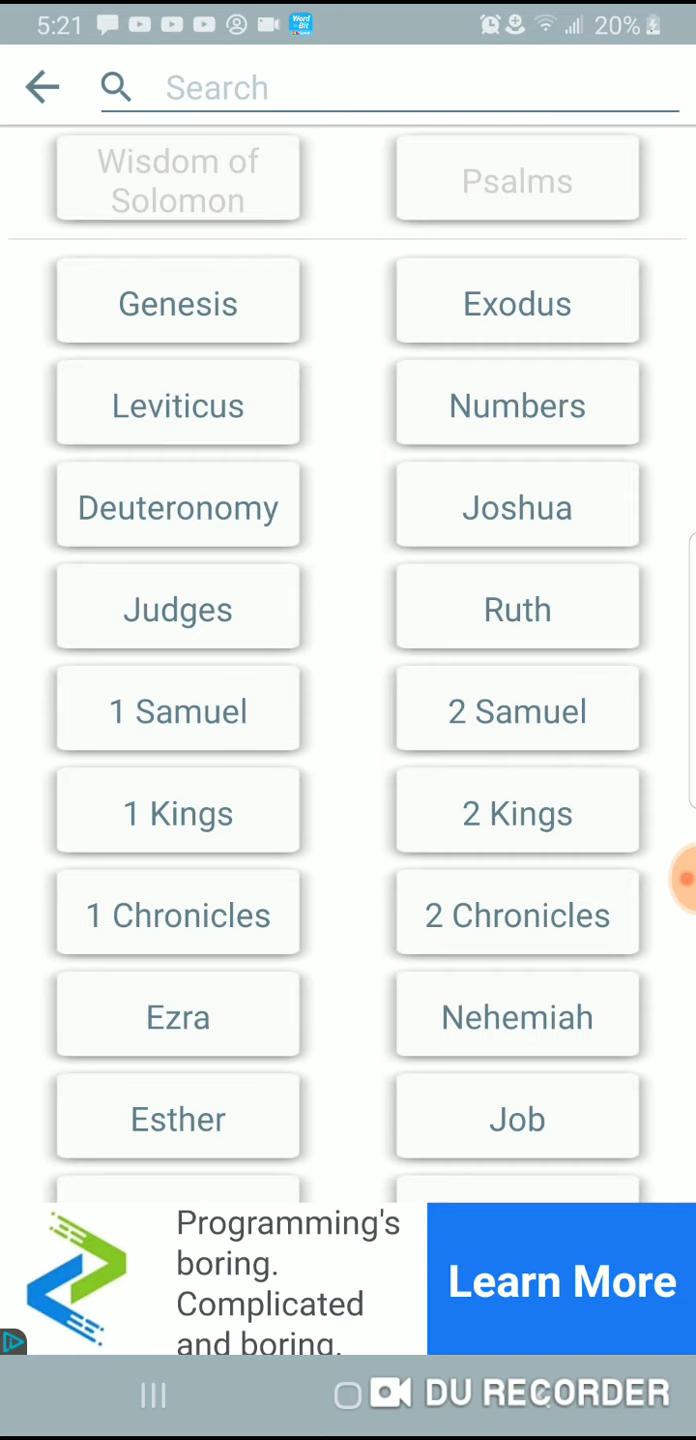 5:21
Word
Bit
20%
Search
Wisdom of
Solomon
Psalms
Genesis
Exodus
Leviticus
Numbers
Deuteronomy
Joshua
Judges
Ruth
1 Samuel
2 Samuel
1 Kings
2 Kings
1 Chronicles
2 Chronicles
Ezra
Nehemiah
Esther
Job
Programming's
boring.
Complicated
and boring.
Learn More
DU RECORDER